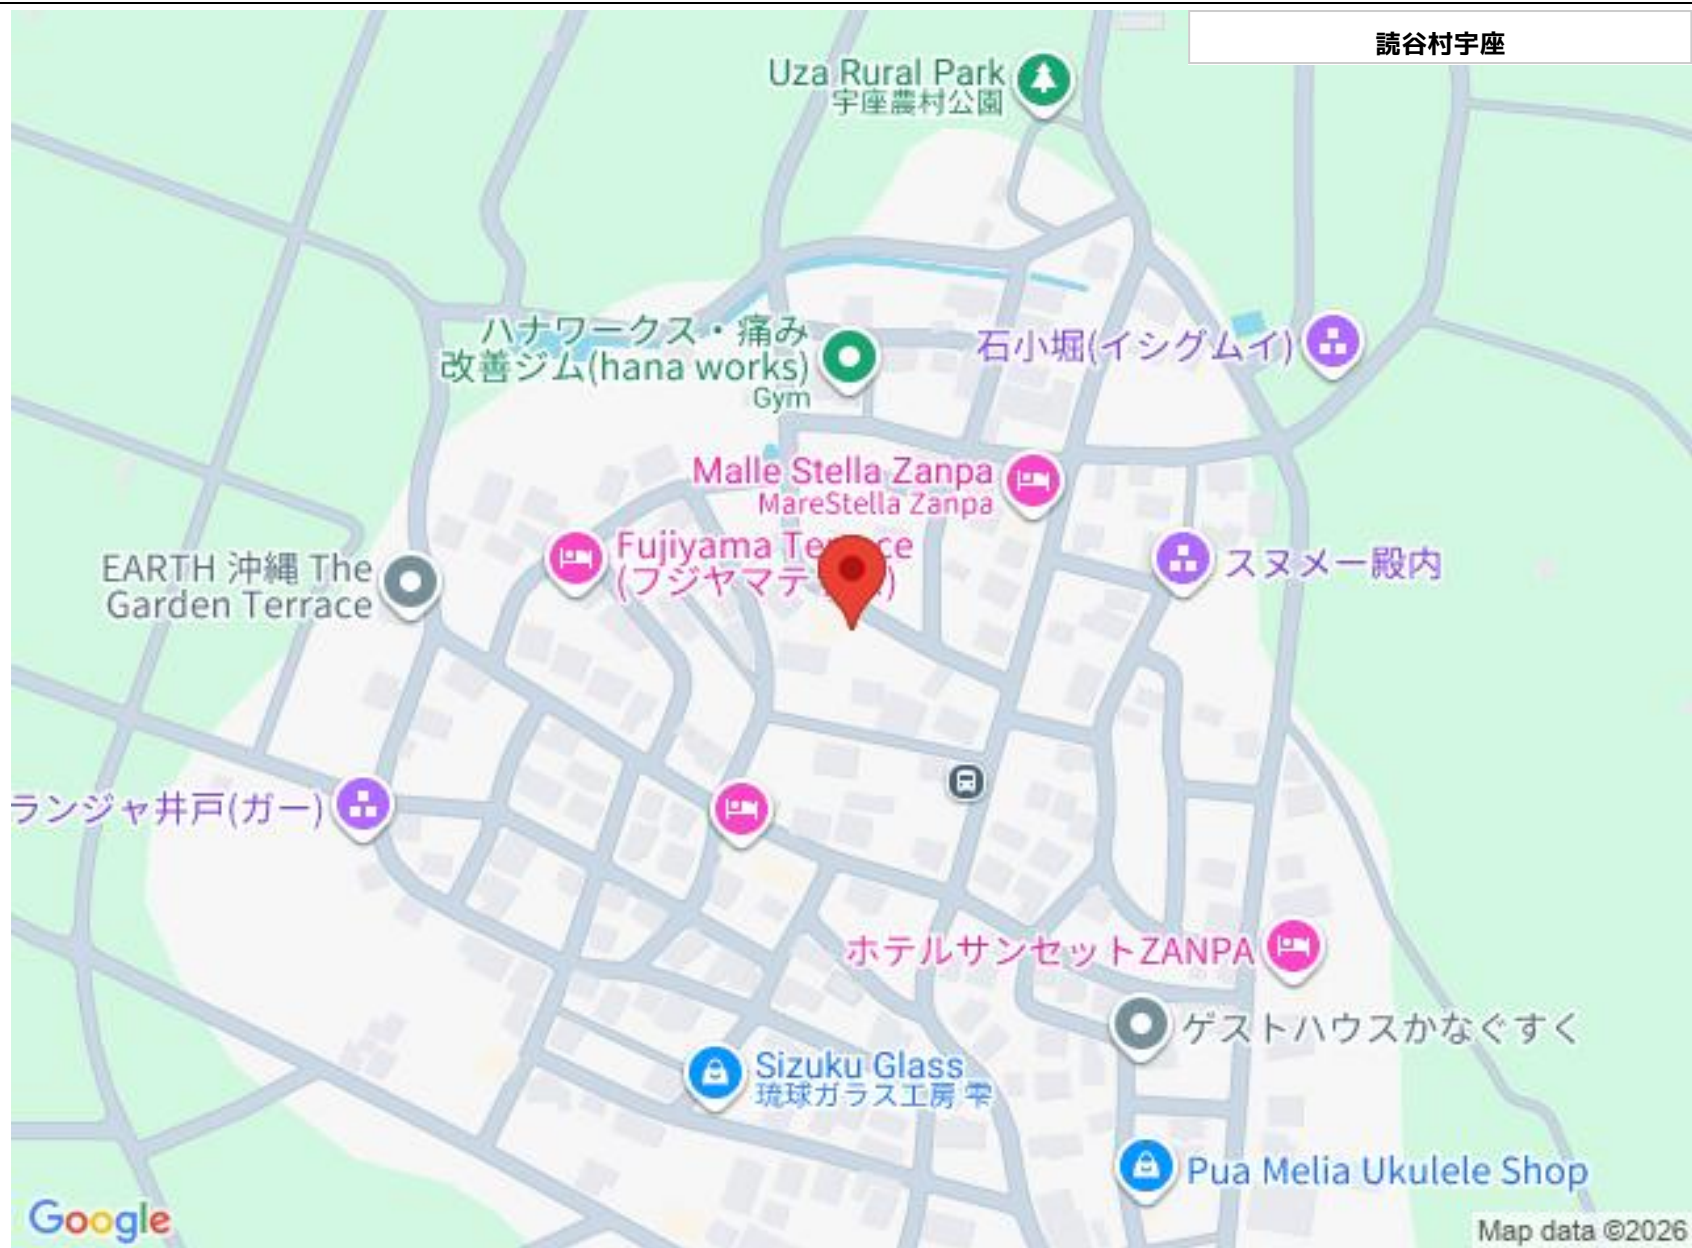 読谷村宇座
Uza Rural Park
宇座農村公園
ハナワークス・痛み
改善ジム(hana works)
Gym
石小堀(イシグムイ)
Malle Stella Zanpa
MareStella Zanpa
Fujiyama Te ce
(フジヤマテ )
スヌメー殿内
EARTH 沖縄 The
Garden Terrace
ランジャ井戸(ガー)
ホテルサンセットZANPA
ゲストハウスかなぐすく
Sizuku Glass
琉球ガラス工房 雫
Pua Melia Ukulele Shop
Google
Map data ©2026